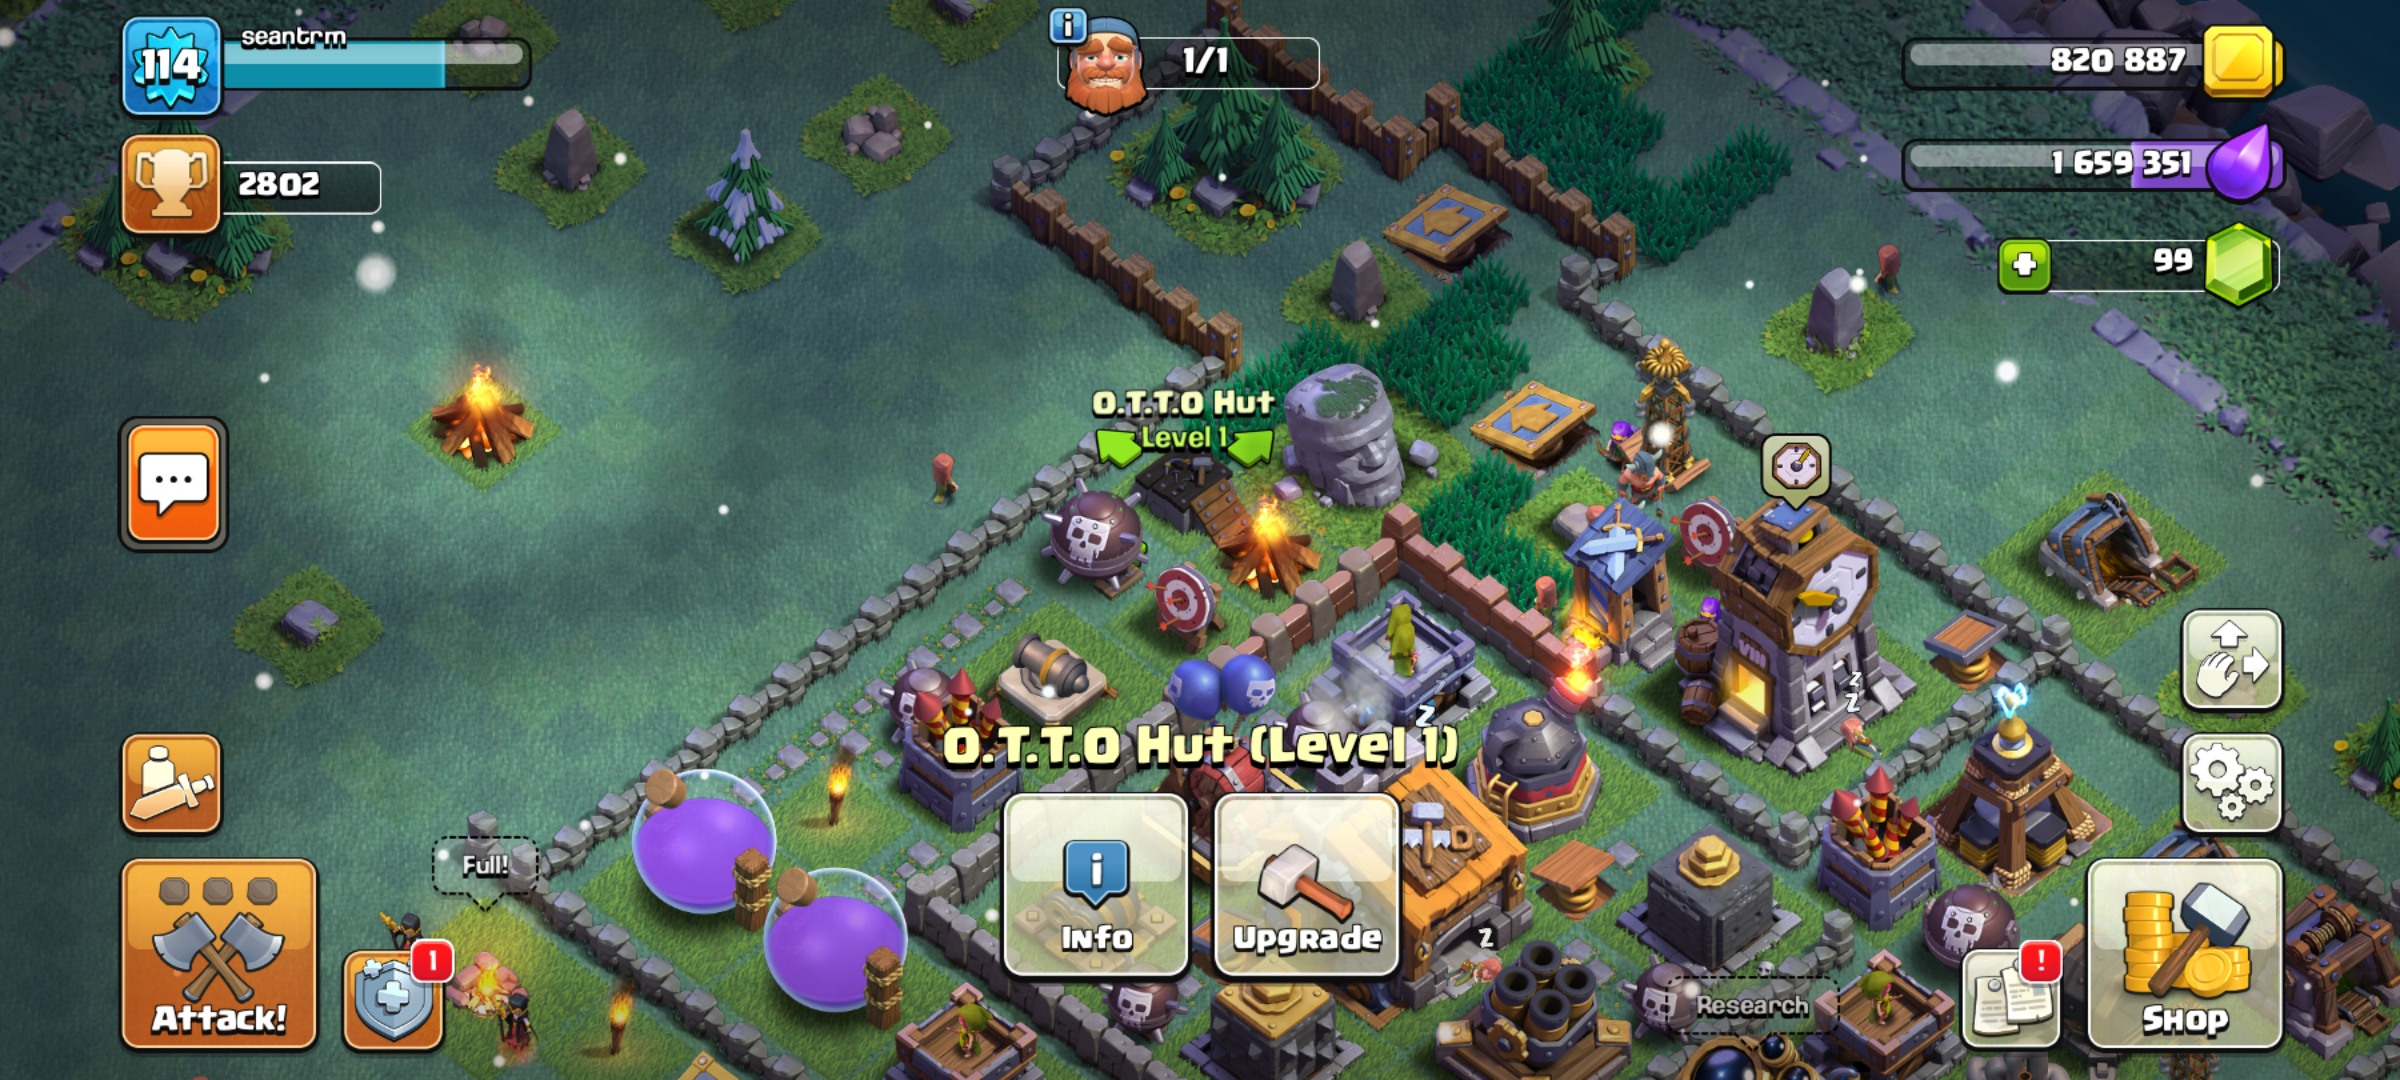 seantrm
114
1/1
820 887
2802
1 659 351
99
O.T.T.O Hut
Level 1
VIII
z
z
z
O.T.T.O Hut (Level 1)
Full!
Info
Upgrade
z
1
!
Attack!
Research
Shop